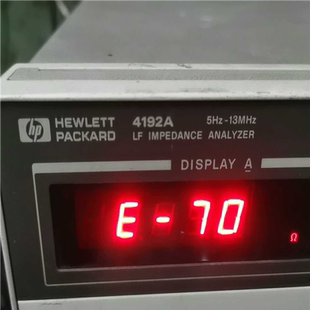 hp HEWLETT 4192A 5Hz-13MHz
PACKARD LF IMPEDANCE ANALYZER
DISPLAY A
E-70
Ω